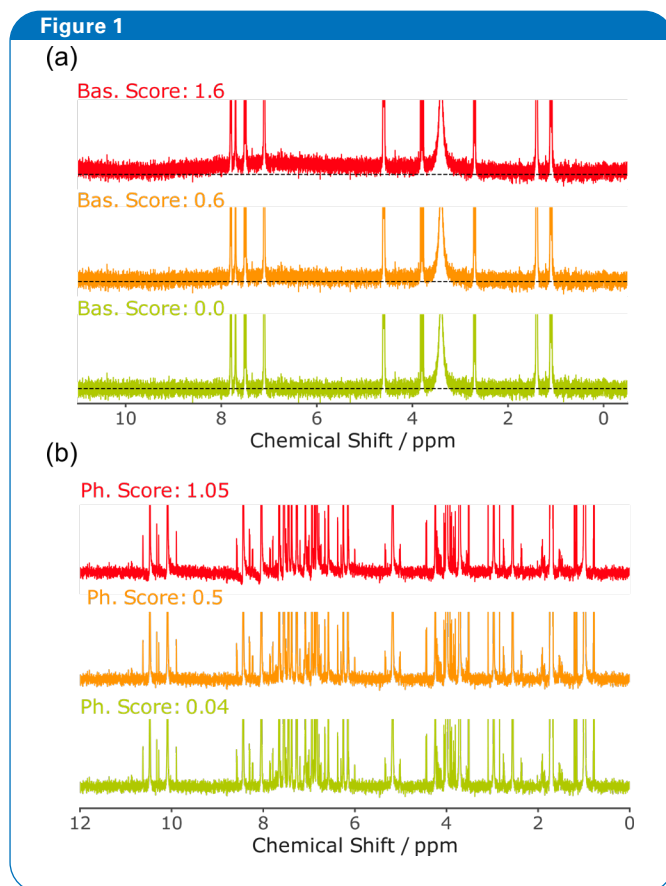 Figure 1
(a)
Bas. Score: 1.6
Bas. Score: 0.6
Bas. Score: 0.0
10 8 6 4 2 0
Chemical Shift / ppm
(b)
Ph. Score: 1.05
Ph. Score: 0.5
Ph. Score: 0.04
12 10 8 6 4 2 0
Chemical Shift / ppm